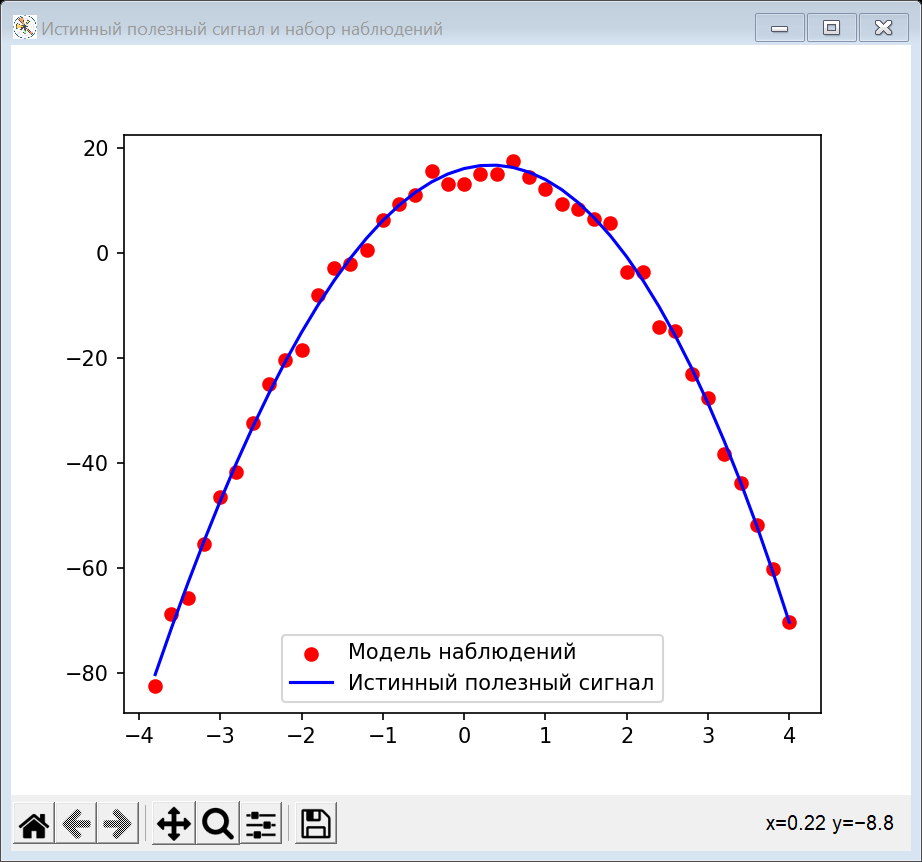 Истинный полезный сигнал и набор наблюдений
20
0
−20
−40
−60
−80
Модель наблюдений
Истинный полезный сигнал
−4 −3 −2 −1 0 1 2 3 4
x=0.22 y=−8.8